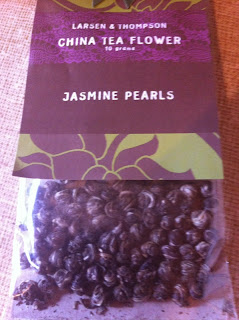 LARSEN & THOMPSON
CHINA TEA FLOWER
10 grams
JASMINE PEARLS